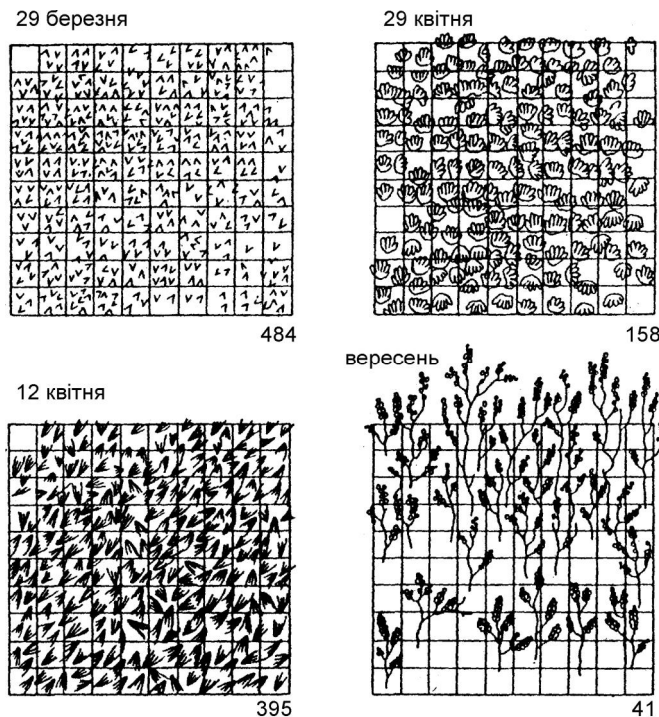 29 березня
484
29 квітня
158
12 квітня
395
вересень
41